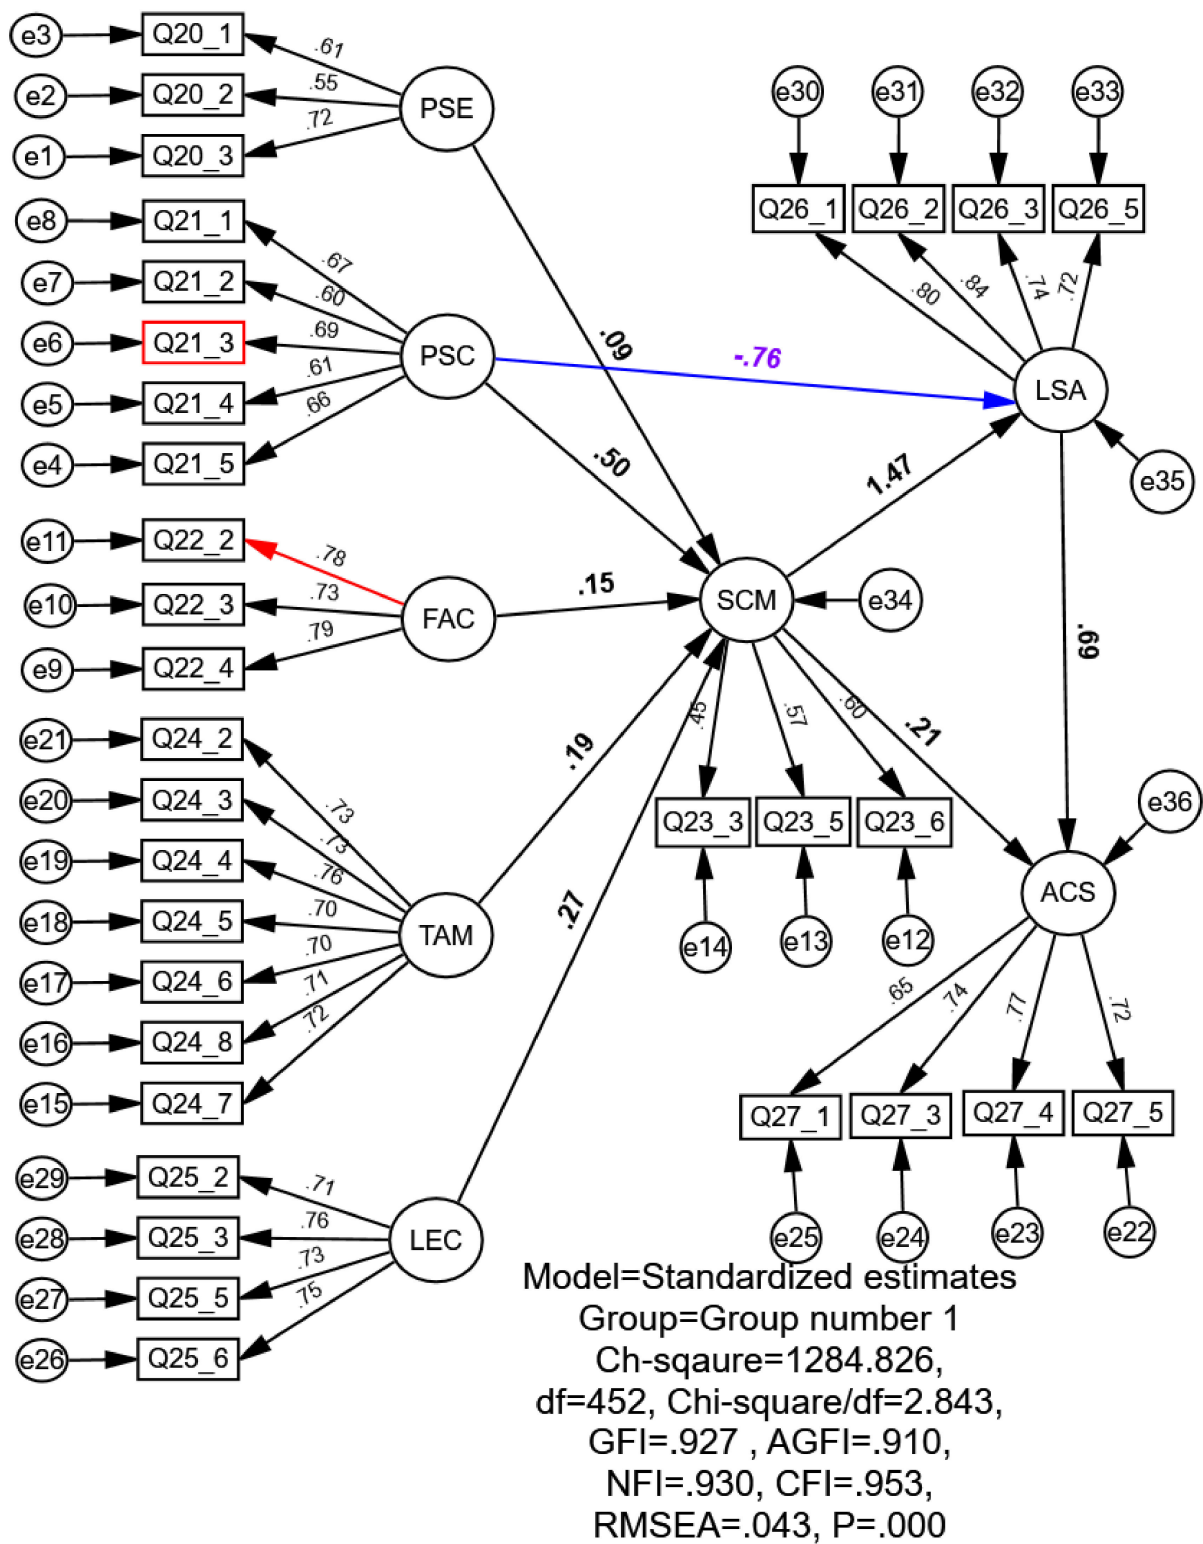 e3 Q20_1 .61
e2 Q20_2 .55 PSE
e1 Q20_3 .72
e8 Q21_1 .67
e7 Q21_2 .60
e6 Q21_3 .69 PSC
e5 Q21_4 .61
e4 Q21_5 .66
e11 Q22_2 .78
e10 Q22_3 .73 FAC
e9 Q22_4 .79
e21 Q24_2 .73
e20 Q24_3 .73
e19 Q24_4 .76
e18 Q24_5 .70 TAM
e17 Q24_6 .70
e16 Q24_8 .71
e15 Q24_7 .72
e29 Q25_2 .71
e28 Q25_3 .76 LEC
e27 Q25_5 .73
e26 Q25_6 .75
.09
-.76
.50
.15
.19
.27
1.47
SCM e34
.45 .57 .60 .21
Q23_3 Q23_5 Q23_6
e14 e13 e12
e30 e31 e32 e33
Q26_1 Q26_2 Q26_3 Q26_5
.80 .84 .74 .72
LSA
e35
.69
e36
ACS
.65 .74 .77 .72
Q27_1 Q27_3 Q27_4 Q27_5
e25 e24 e23 e22
Model=Standardized estimates
Group=Group number 1
Ch-sqaure=1284.826,
df=452, Chi-square/df=2.843,
GFI=.927 , AGFI=.910,
NFI=.930, CFI=.953,
RMSEA=.043, P=.000